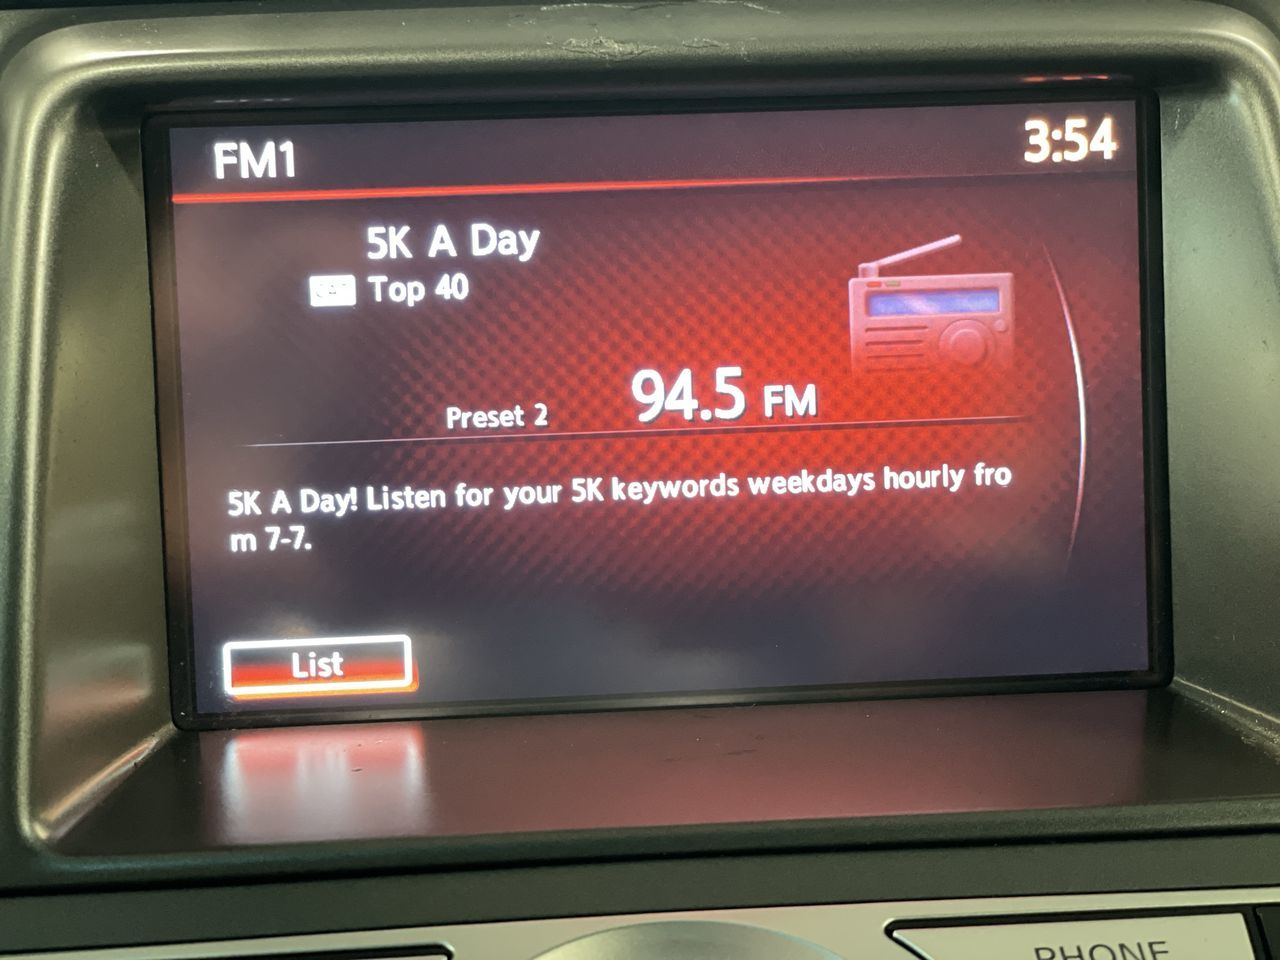 FM1 3:54
5K A Day
CAT Top 40
Preset 2 94.5 FM
5K A Day! Listen for your 5K keywords weekdays hourly fro
m 7-7.
List
PHONE